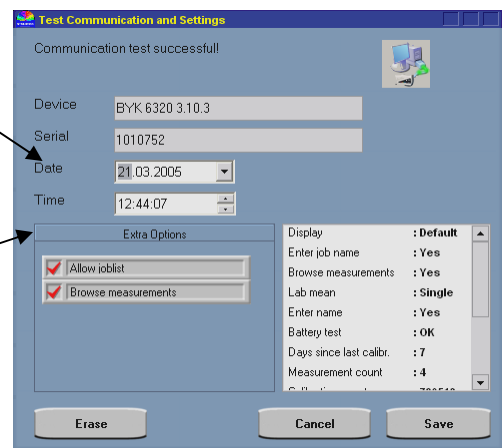 Test Communication and Settings
Communication test successful!
Device BYK 6320 3.10.3
Serial 1010752
Date 21.03.2005
Time 12:44:07
Extra Options
Allow joblist
Browse measurements
Display : Default
Enter job name : Yes
Browse measurements : Yes
Lab mean : Single
Enter name : Yes
Battery test : OK
Days since last calibr. : 7
Measurement count : 4
Erase
Cancel
Save